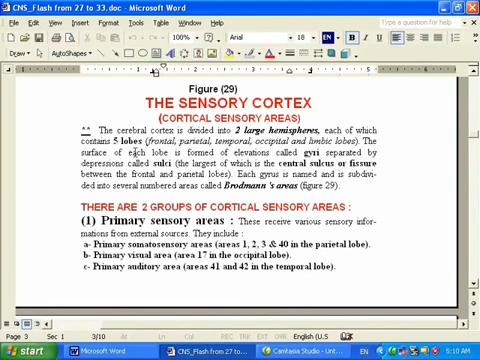 CNS_Flash from 27 to 33.doc - Microsoft Word
File Edit View Insert Format Tools Table Window Help
Type a question for help
100% Arial 18 B
Draw AutoShapes
Figure (29)
THE SENSORY CORTEX
(CORTICAL SENSORY AREAS)
** The cerebral cortex is divided into 2 large hemispheres, each of which
contains 5 lobes (frontal, parietal, temporal, occipital and limbic lobes). The
surface of each lobe is formed of elevations called gyri separated by
depressions called sulci (the largest of which is the central sulcus or fissure
between the frontal and parietal lobes). Each gyrus is named and is subdivi-
ded into several numbered areas called Brodmann 's areas (figure 29).
THERE ARE 2 GROUPS OF CORTICAL SENSORY AREAS :
(1) Primary sensory areas : These receive various sensory infor-
mations from external sources. They include :
a- Primary somatosensory areas (areas 1, 2, 3 & 40 in the parietal lobe).
b- Primary visual area (area 17 in the occipital lobe).
c- Primary auditory area (areas 41 and 42 in the temporal lobe).
Page 3 Sec 1 3/10 At Ln Col REC TRK EXT OVR English (U.S
start Microsoft Word CNS_Flash from 27 to... Camtasia Studio - Unt... EN 5:10 AM